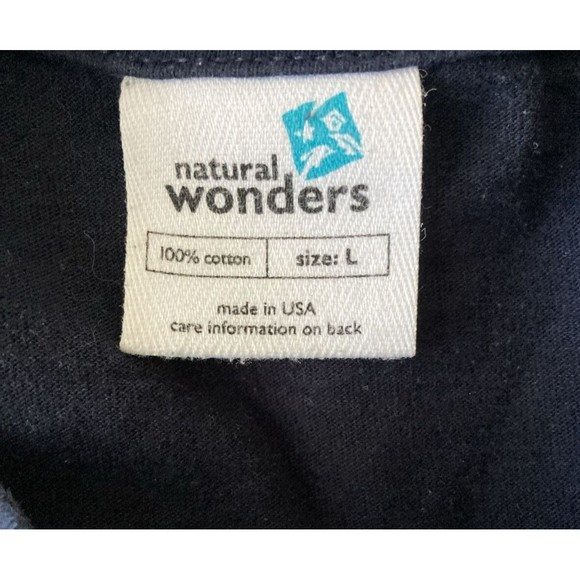 natural
wonders
100% cotton size: L
made in USA
care information on back